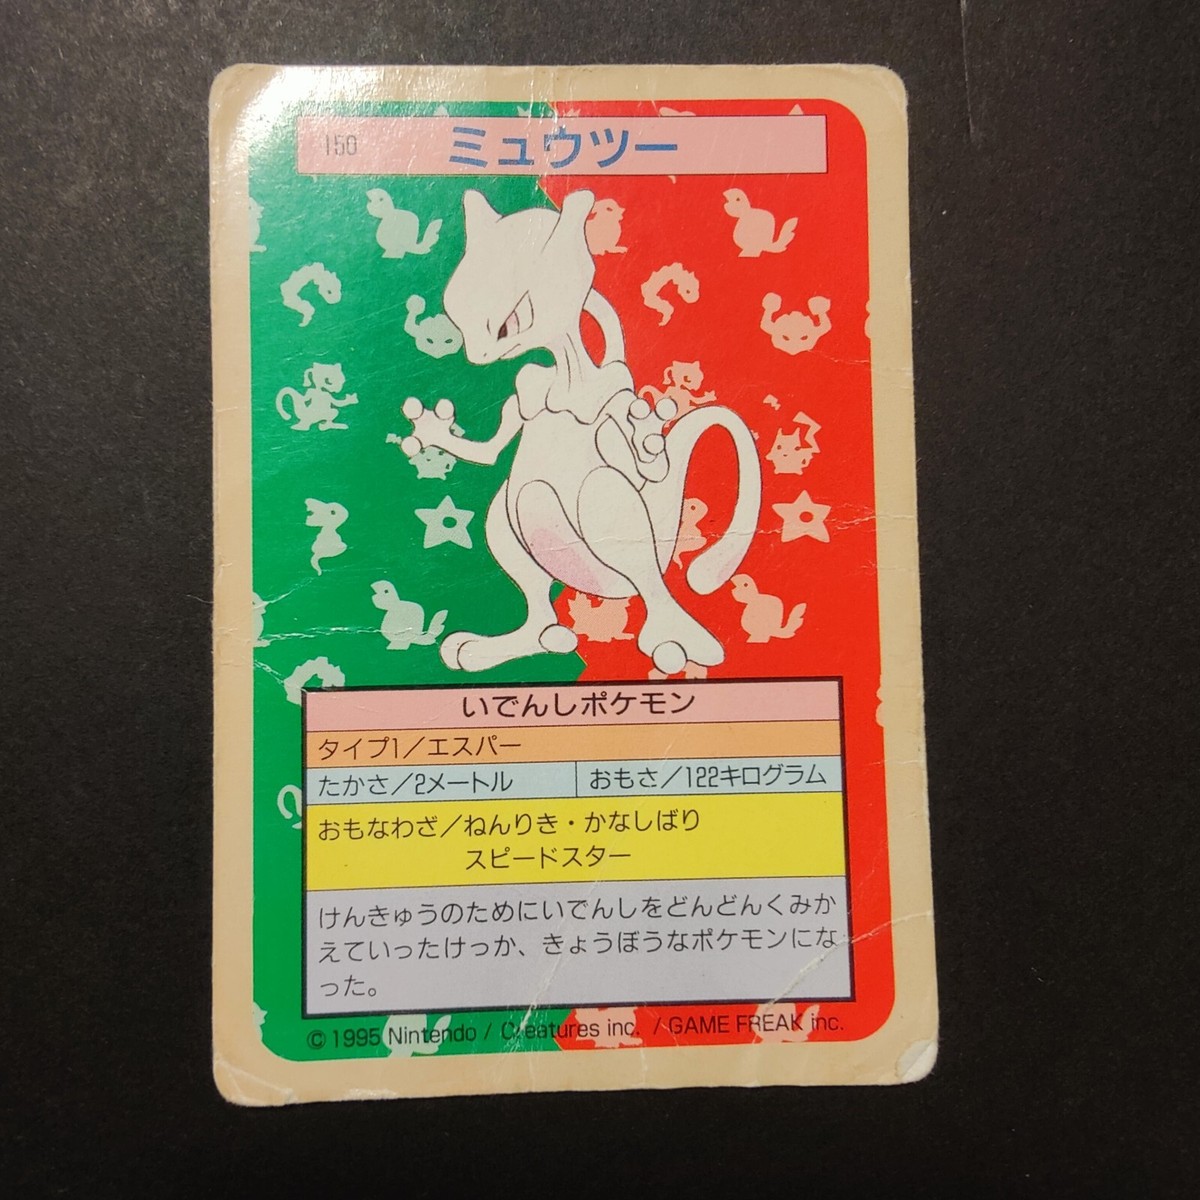 150 ミュウツー
いでんしポケモン
タイプ1／エスパー
たかさ／2メートル おもさ／122キログラム
おもなわざ／ねんりき・かなしばり
スピードスター
けんきゅうのためにいでんしをどんどんくみか
えていったけっか、きょうぼうなポケモンにな
った。
© 1995 Nintendo / Creatures inc. / GAME FREAK inc.